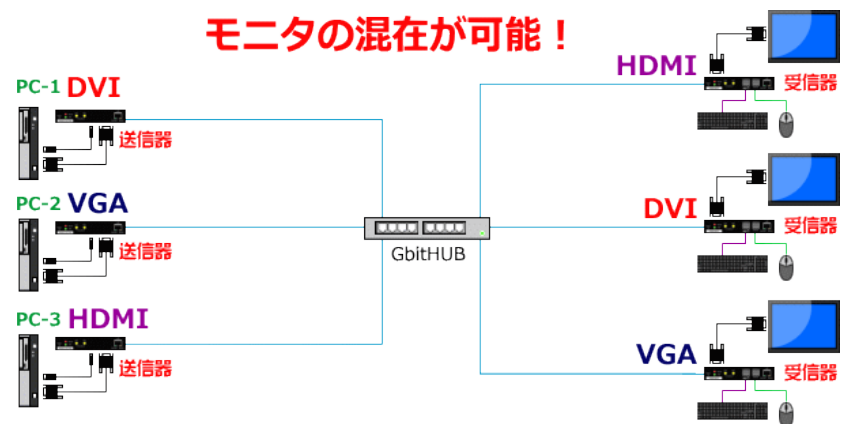 モニタの混在が可能！
PC-1 DVI
送信器
PC-2 VGA
送信器
PC-3 HDMI
送信器
GbitHUB
HDMI
受信器
DVI
受信器
VGA
受信器